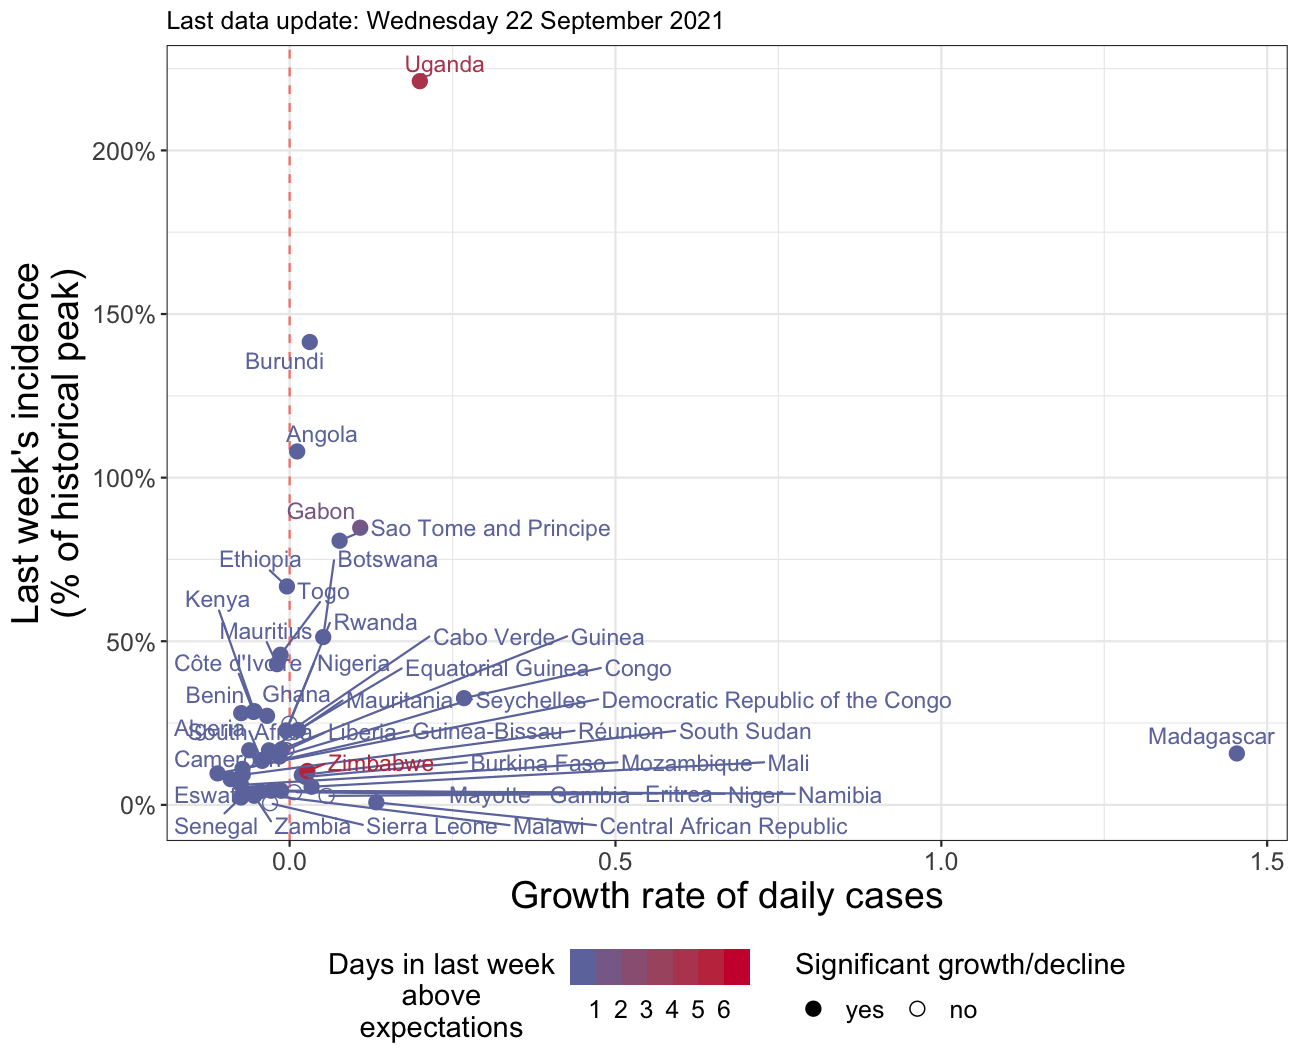 Last data update: Wednesday 22 September 2021
Uganda
200%
150%
Burundi
Angola
100%
Gabon
Sao Tome and Principe
Ethiopia Botswana
Togo
Kenya
Rwanda
Mauritius
50%
Cabo Verde Guinea
Côte d'Ivoire Nigeria Equatorial Guinea Congo
Benin Ghana Mauritania Seychelles Democratic Republic of the Congo
Algeria South Africa Liberia Guinea-Bissau Réunion South Sudan
Madagascar
Cameroon Zimbabwe Burkina Faso Mozambique Mali
0%
Mayotte Gambia Eritrea Niger Namibia
Senegal Zambia Sierra Leone Malawi Central African Republic
0.0 0.5 1.0 1.5
Last week's incidence
(% of historical peak)
Growth rate of daily cases
Days in last week
above
expectations
1 2 3 4 5 6
Significant growth/decline
yes no